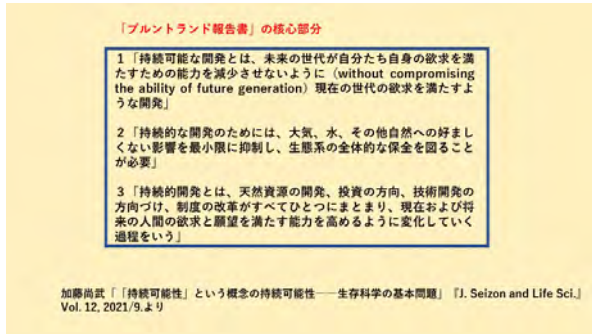 「ブルントランド報告書」の核心部分
1「持続可能な開発とは、未来の世代が自分たち自身の欲求を満
たすための能力を減少させないように（without compromising
the ability of future generation）現在の世代の欲求を満たすよ
うな開発」
2「持続的な開発のためには、大気、水、その他自然への好まし
くない影響を最小限に抑制し、生態系の全体的な保全を図ること
が必要」
3「持続的開発とは、天然資源の開発、投資の方向、技術開発の
方向づけ、制度の改革がすべてひとつにまとまり、現在および将
来の人間の欲求と願望を満たす能力を高めるように変化していく
過程をいう」
加藤尚武「「持続可能性」という概念の持続可能性──生存科学の基本問題」『J. Seizon and Life Sci.』
Vol. 12, 2021/9.より